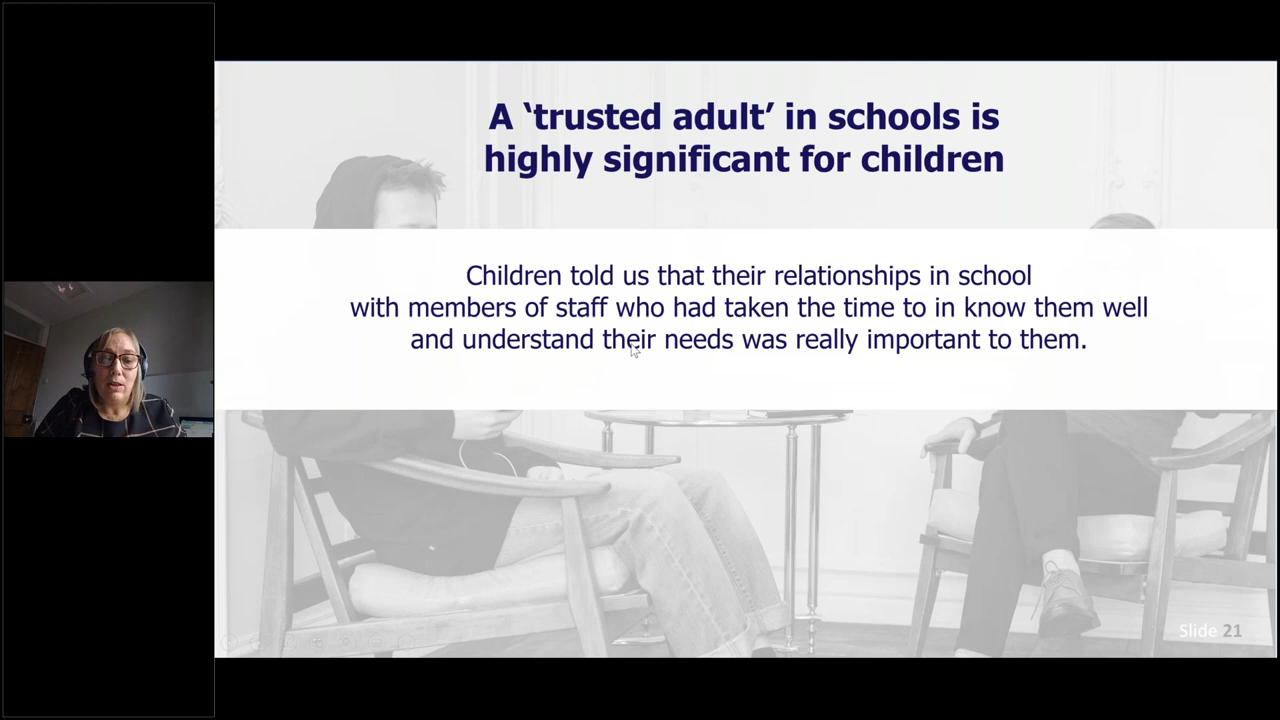 A ‘trusted adult’ in schools is
highly significant for children
Children told us that their relationships in school
with members of staff who had taken the time to in know them well
and understand their needs was really important to them.
Slide 21